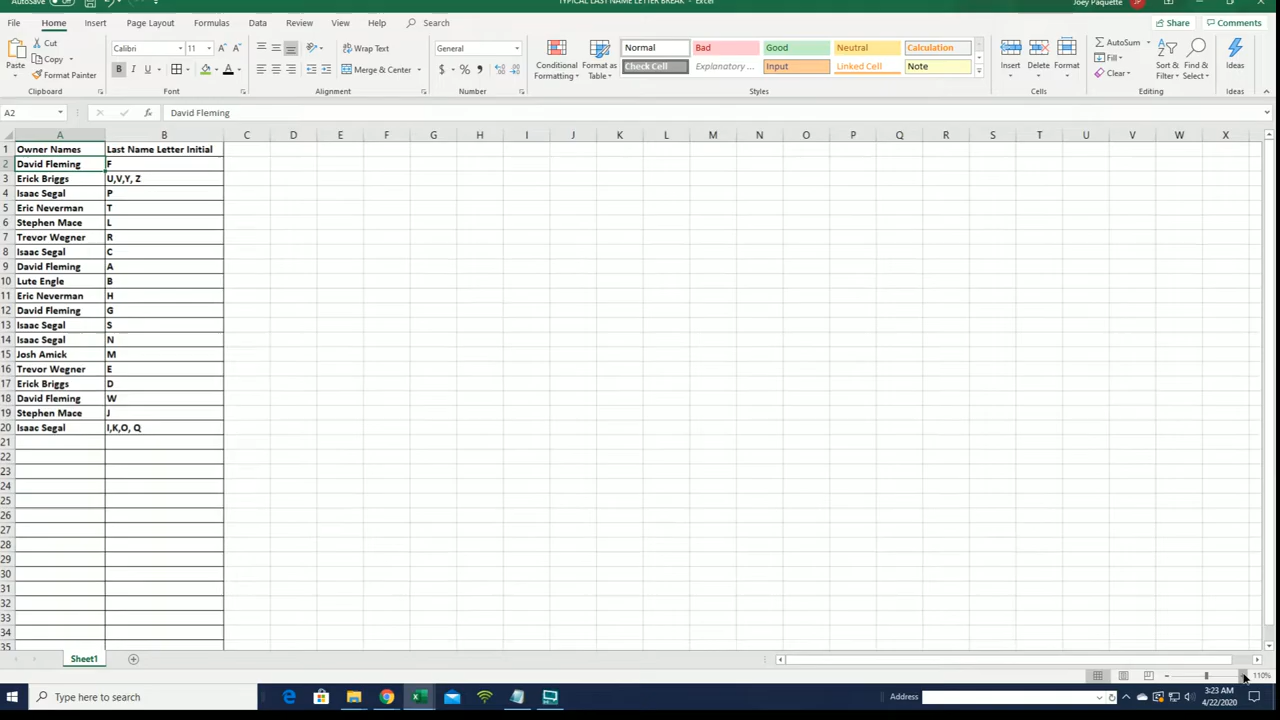 AutoSave
TYPICAL LAST NAME LETTER BREAK - Excel
Joey Paquette JP
File Home Insert Page Layout Formulas Data Review View Help Search Share Comments
Paste Cut Copy Format Painter Clipboard
Calibri 11 A A B Font
Wrap Text Merge & Center Alignment
General $ % Number
Conditional Formatting Format as Table
Normal Bad Good Neutral Calculation
Check Cell Explanatory ... Input Linked Cell Note
Styles
Insert Delete Format Cells
AutoSum Fill Clear Sort & Filter Find & Select Editing
Ideas Ideas
A2 fx David Fleming
A B C D E F G H I J K L M N O P Q R S T U V W X
1 Owner Names Last Name Letter Initial
2 David Fleming F
3 Erick Briggs U,V,Y, Z
4 Isaac Segal P
5 Eric Neverman T
6 Stephen Mace L
7 Trevor Wegner R
8 Isaac Segal C
9 David Fleming A
10 Lute Engle B
11 Eric Neverman H
12 David Fleming G
13 Isaac Segal S
14 Isaac Segal N
15 Josh Amick M
16 Trevor Wegner E
17 Erick Briggs D
18 David Fleming W
19 Stephen Mace J
20 Isaac Segal I,K,O, Q
21
22
23
24
25
26
27
28
29
30
31
32
33
34
35
Sheet1
110%
Type here to search
Address
3:23 AM
4/22/2020